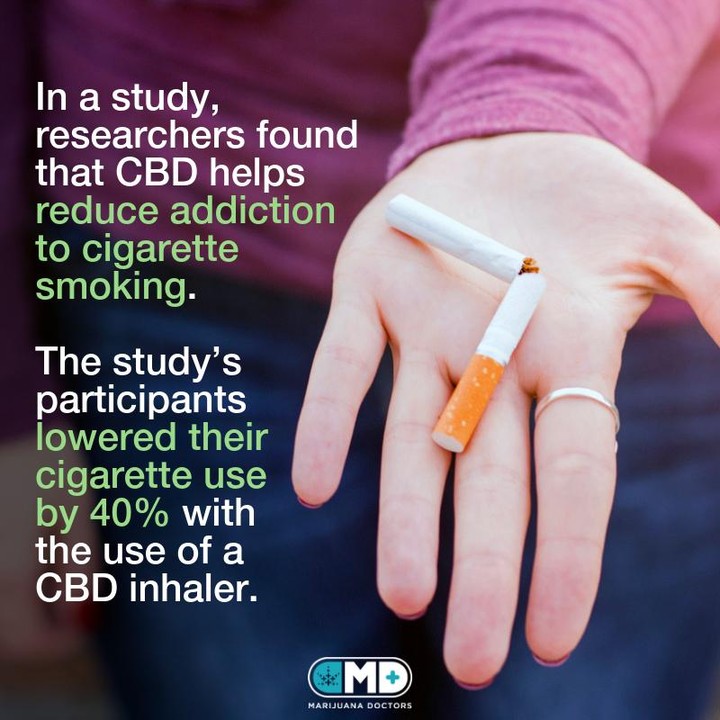 In a study,
researchers found
that CBD helps
reduce addiction
to cigarette
smoking.
The study's
participants
lowered their
cigarette use
by 40% with
the use of a
CBD inhaler.
MD
MARIJUANA DOCTORS